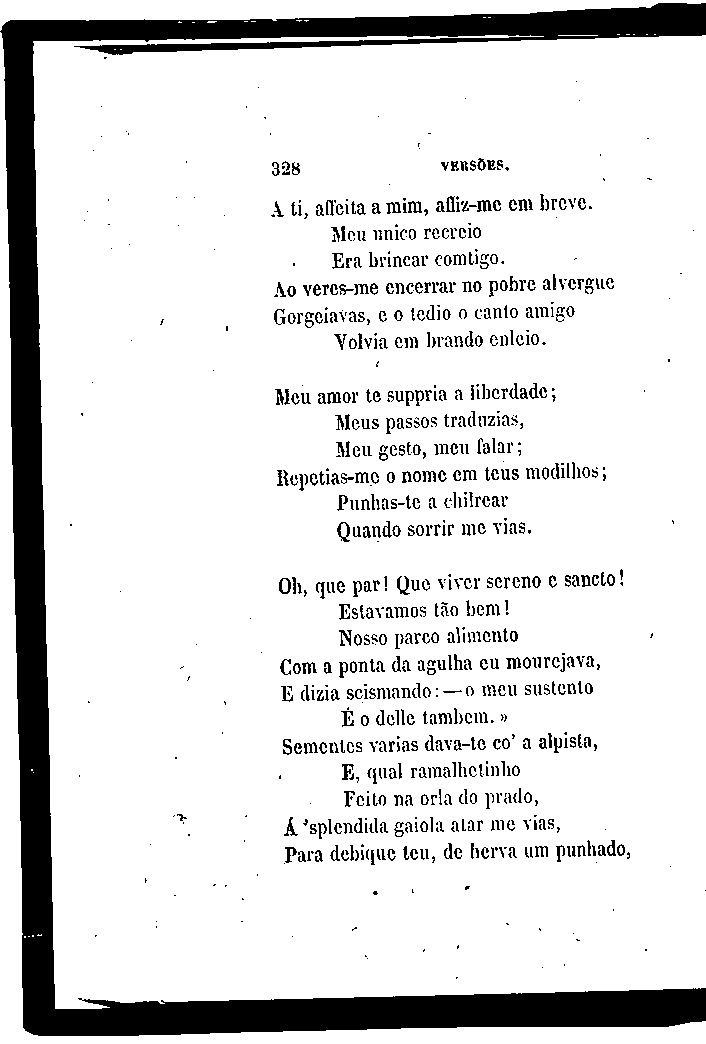 328 VERSÕES.
A ti, affeita a mim, affiz-me em breve.
Meu unico recreio
Era brincar comtigo.
Ao veres-me encerrar no pobre alvergue
Gorgeiavas, e o tedio o canto amigo
Volvia em brando enleio.
Meu amor te suppria a liberdade;
Meus passos traduzias,
Meu gesto, meu falar;
Repetias-me o nome em teus modilhos;
Punhas-te a chilrear
Quando sorrir me vias.
Oh, que par! Que viver sereno e sancto!
Estavamos tão bem!
Nosso parco alimento
Com a ponta da agulha eu mourejava,
E dizia scismando:—o meu sustento
É o delle tambem.»
Sementes varias dava-te co' a alpista,
E, qual ramalhetinho
Feito na orla do prado,
Á 'splendida gaiola atar me vias,
Para debique teu, de herva um punhado,